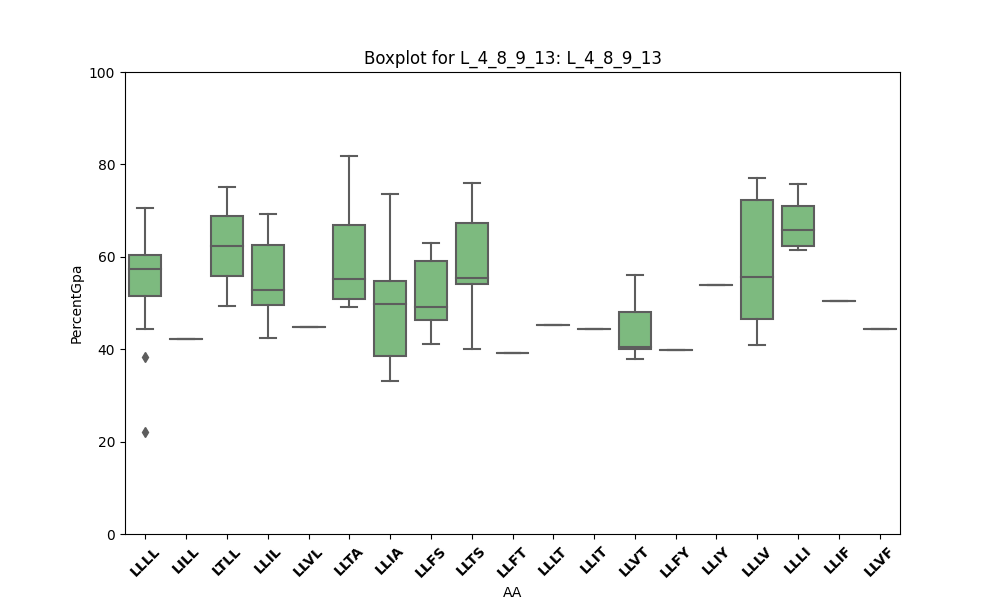 Boxplot for L_4_8_9_13: L_4_8_9_13
100
80
60
40
20
0
PercentGpa
LLLL LILL LTLL LLIL LLVL LLTA LLIA LLFS LLTS LLFT LLLT LLIT LLVT LLFY LLIY LLLV LLLI LLIF LLVF
AA